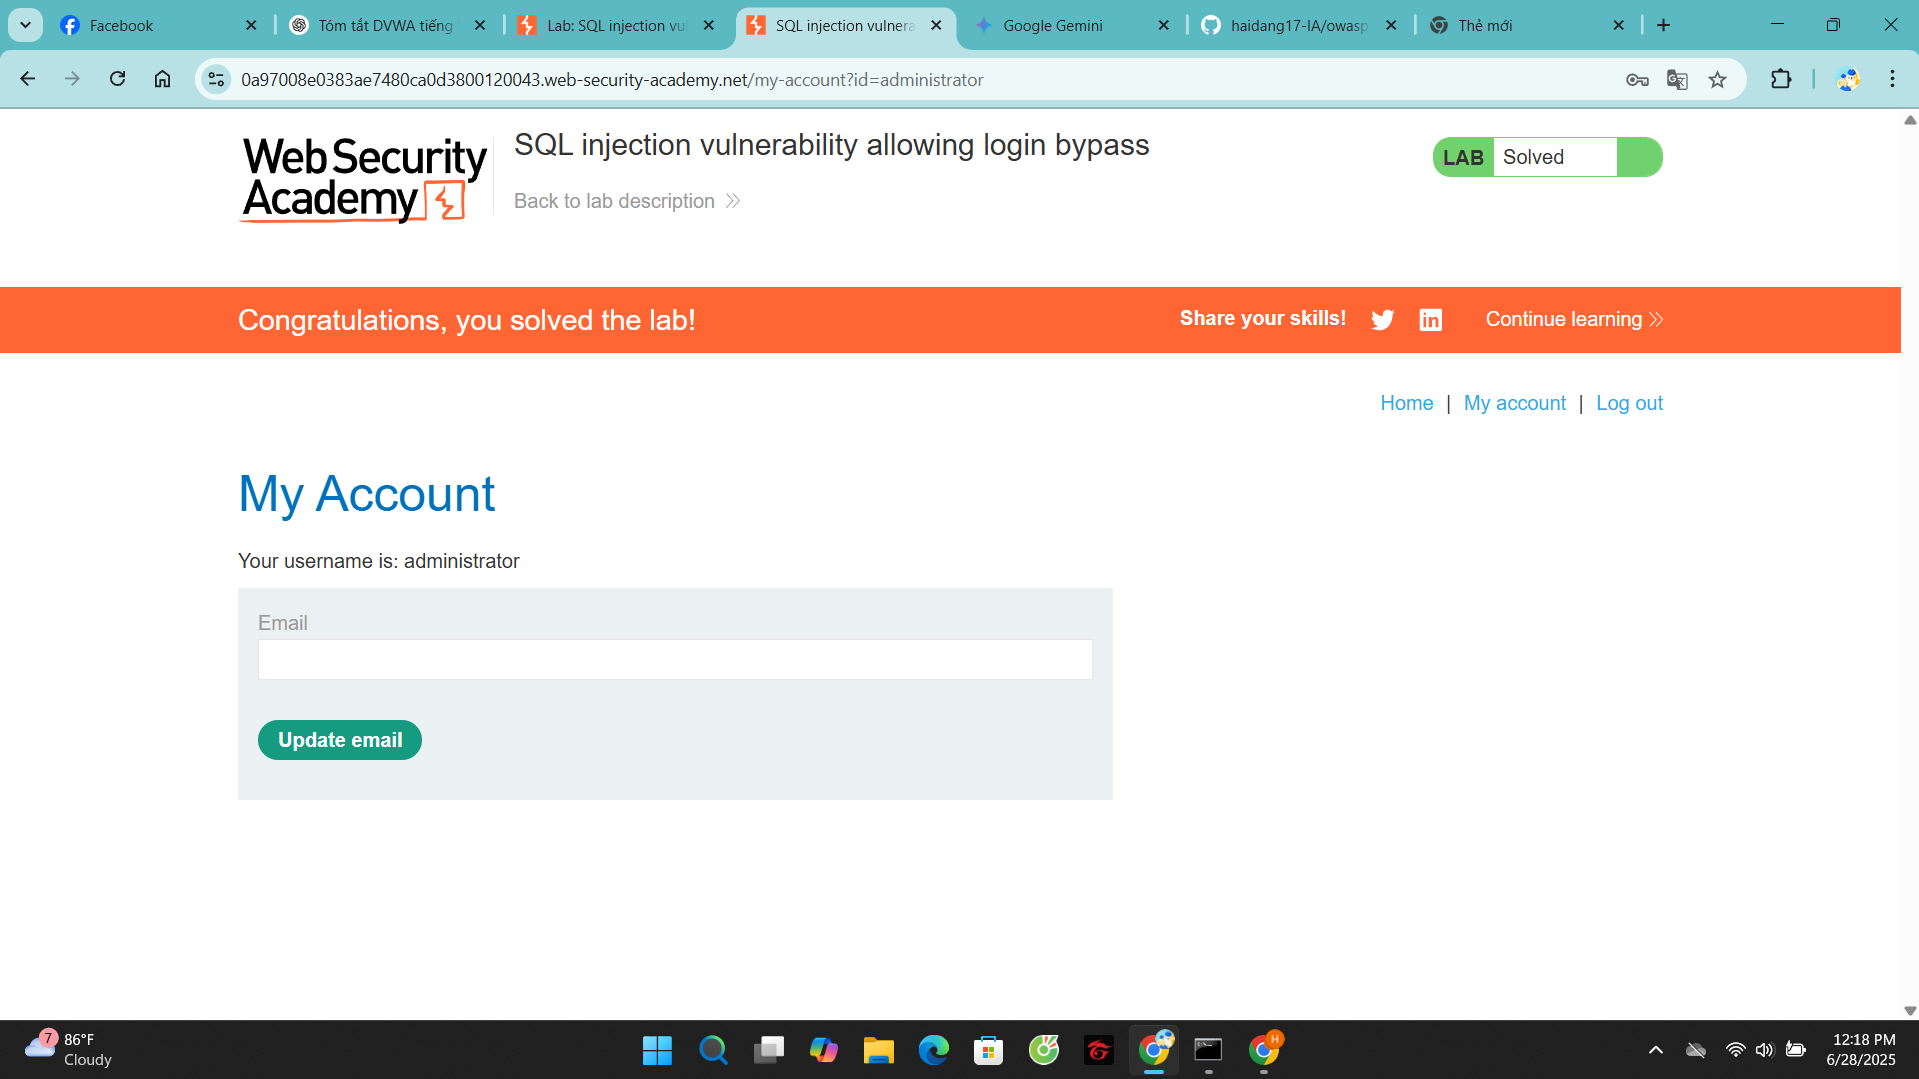 Facebook
Tóm tắt DVWA tiếng
Lab: SQL injection vul
SQL injection vulnera
Google Gemini
haidang17-IA/owasp
Thẻ mới
0a97008e0383ae7480ca0d3800120043.web-security-academy.net/my-account?id=administrator
Web Security
Academy
SQL injection vulnerability allowing login bypass
Back to lab description
LAB Solved
Congratulations, you solved the lab!
Share your skills!
Continue learning
Home | My account | Log out
My Account
Your username is: administrator
Email
Update email
7
86°F
Cloudy
H
12:18 PM
6/28/2025